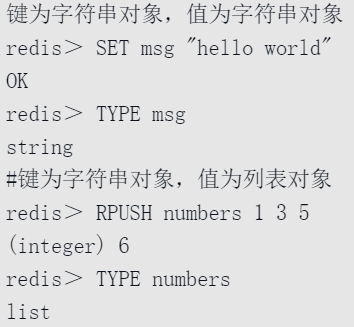 键为字符串对象，值为字符串对象
redis＞ SET msg "hello world"
OK
redis＞ TYPE msg
string
#键为字符串对象，值为列表对象
redis＞ RPUSH numbers 1 3 5
(integer) 6
redis＞ TYPE numbers
list